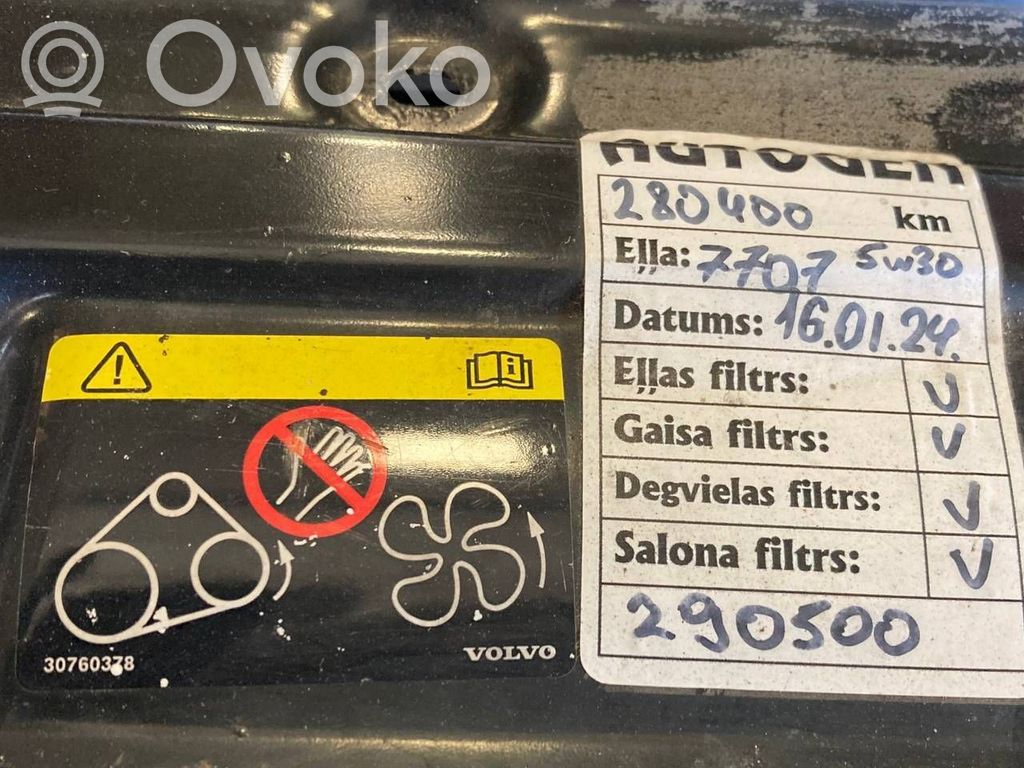 Ovoko
280400 km
Eļļa: 7707 5w30
Datums: 16.01.24.
Eļļas filtrs: V
Gaisa filtrs: V
Degvielas filtrs: V
Salona filtrs: V
290500
30760378 VOLVO